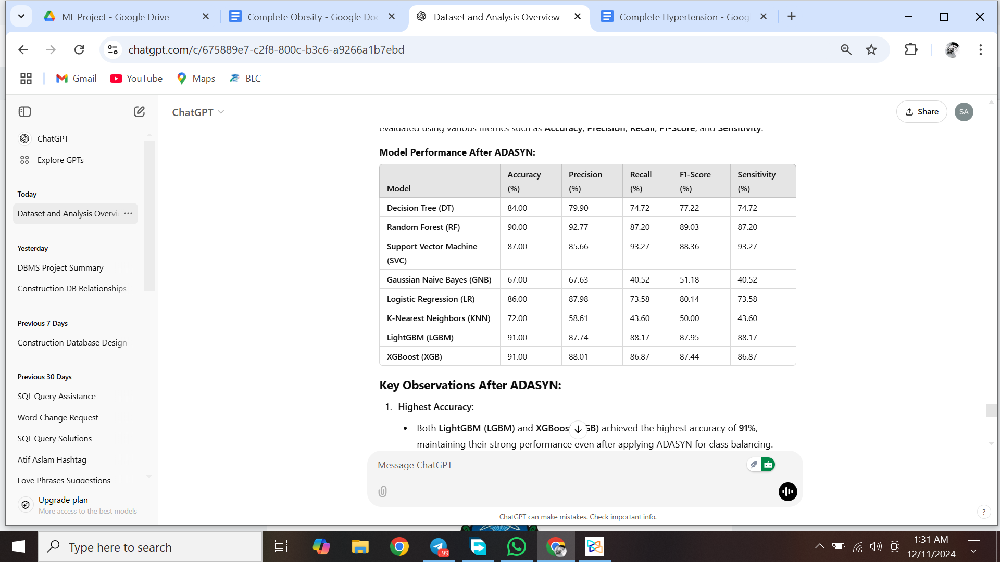 ML Project - Google Drive
Complete Obesity - Google Do
Dataset and Analysis Overview
Complete Hypertension - Goog
chatgpt.com/c/675889e7-c2f8-800c-b3c6-a9266a1b7ebd
Gmail
YouTube
Maps
BLC
ChatGPT
Share
SA
ChatGPT
Explore GPTs
Today
Dataset and Analysis Overvi
Yesterday
DBMS Project Summary
Construction DB Relationships
Previous 7 Days
Construction Database Design
Previous 30 Days
SQL Query Assistance
Word Change Request
SQL Query Solutions
Atif Aslam Hashtag
Love Phrases Suggestions
Upgrade plan
More access to the best models
evaluated using various metrics such as Accuracy, Precision, Recall, F1-Score, and Sensitivity.
Model Performance After ADASYN:
Model Accuracy (%) Precision (%) Recall (%) F1-Score (%) Sensitivity (%)
Decision Tree (DT) 84.00 79.90 74.72 77.22 74.72
Random Forest (RF) 90.00 92.77 87.20 89.03 87.20
Support Vector Machine (SVC) 87.00 85.66 93.27 88.36 93.27
Gaussian Naive Bayes (GNB) 67.00 67.63 40.52 51.18 40.52
Logistic Regression (LR) 86.00 87.98 73.58 80.14 73.58
K-Nearest Neighbors (KNN) 72.00 58.61 43.60 50.00 43.60
LightGBM (LGBM) 91.00 87.74 88.17 87.95 88.17
XGBoost (XGB) 91.00 88.01 86.87 87.44 86.87
Key Observations After ADASYN:
1. Highest Accuracy:
• Both LightGBM (LGBM) and XGBoos GB) achieved the highest accuracy of 91%,
maintaining their strong performance even after applying ADASYN for class balancing.
Message ChatGPT
ChatGPT can make mistakes. Check important info.
?
Type here to search
.99
1:31 AM
12/11/2024